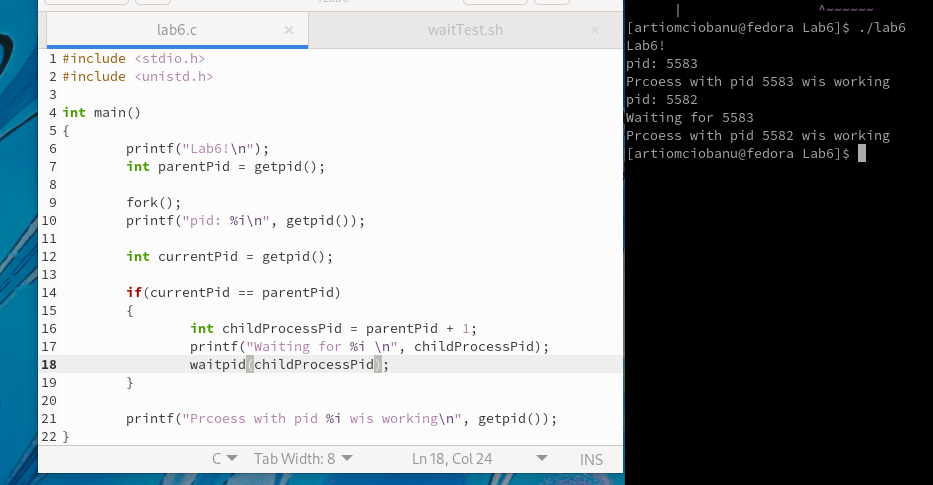 lab6.c
waitTest.sh
1 #include <stdio.h>
2 #include <unistd.h>
3
4 int main()
5 {
6 printf("Lab6!\n");
7 int parentPid = getpid();
8
9 fork();
10 printf("pid: %i\n", getpid());
11
12 int currentPid = getpid();
13
14 if(currentPid == parentPid)
15 {
16 int childProcessPid = parentPid + 1;
17 printf("Waiting for %i \n", childProcessPid);
18 waitpid(childProcessPid);
19 }
20
21 printf("Prcoess with pid %i wis working\n", getpid());
22 }
C Tab Width: 8 Ln 18, Col 24 INS
| ^~~~~~~
[artiomciobanu@fedora Lab6]$ ./lab6
Lab6!
pid: 5583
Prcoess with pid 5583 wis working
pid: 5582
Waiting for 5583
Prcoess with pid 5582 wis working
[artiomciobanu@fedora Lab6]$